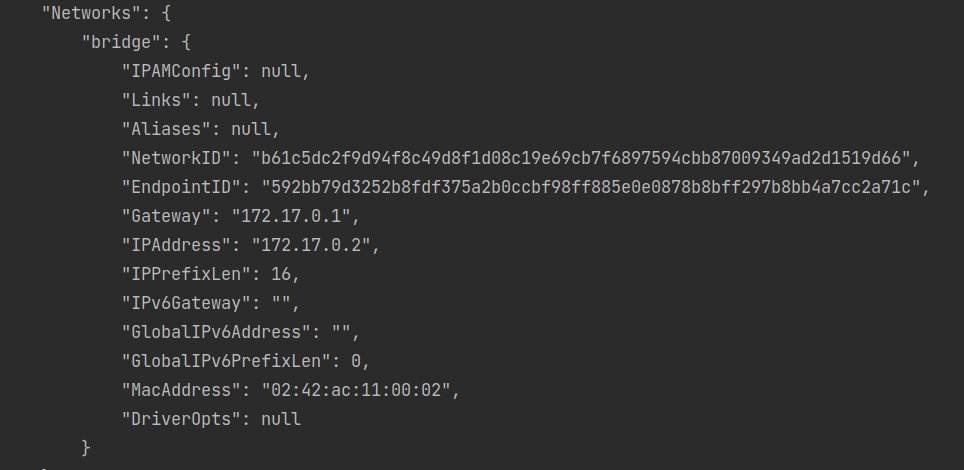 "Networks": {
"bridge": {
"IPAMConfig": null,
"Links": null,
"Aliases": null,
"NetworkID": "b61c5dc2f9d94f8c49d8f1d08c19e69cb7f6897594cbb87009349ad2d1519d66",
"EndpointID": "592bb79d3252b8fdf375a2b0ccbf98ff885e0e0878b8bff297b8bb4a7cc2a71c",
"Gateway": "172.17.0.1",
"IPAddress": "172.17.0.2",
"IPPrefixLen": 16,
"IPv6Gateway": "",
"GlobalIPv6Address": "",
"GlobalIPv6PrefixLen": 0,
"MacAddress": "02:42:ac:11:00:02",
"DriverOpts": null
}